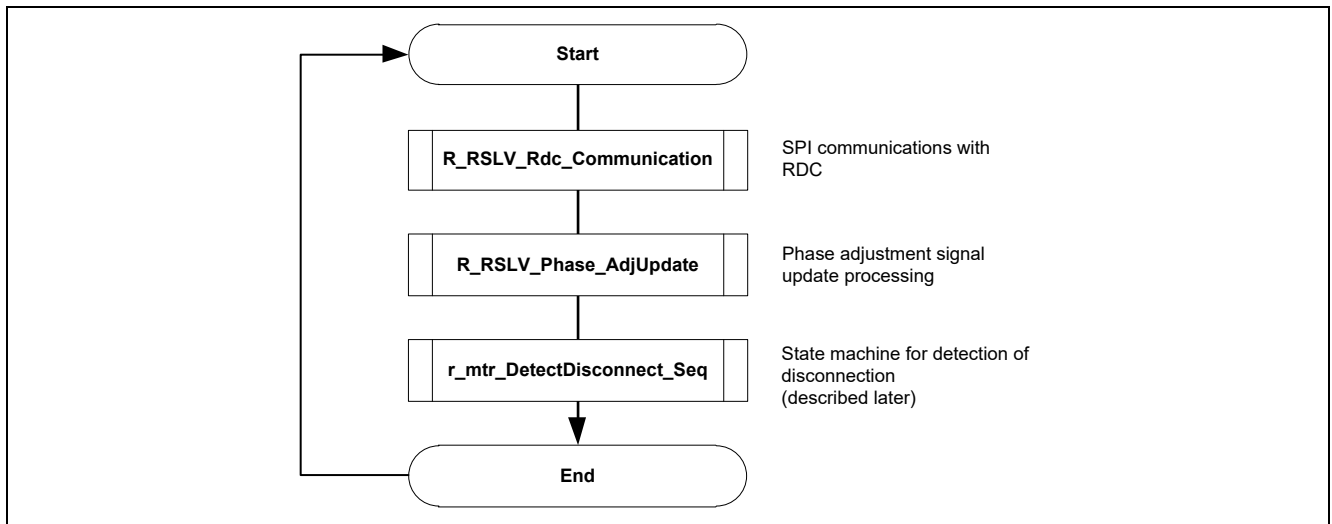 Start
R_RSLV_Rdc_Communication
SPI communications with
RDC
R_RSLV_Phase_AdjUpdate
Phase adjustment signal
update processing
r_mtr_DetectDisconnect_Seq
State machine for detection of
disconnection
(described later)
End